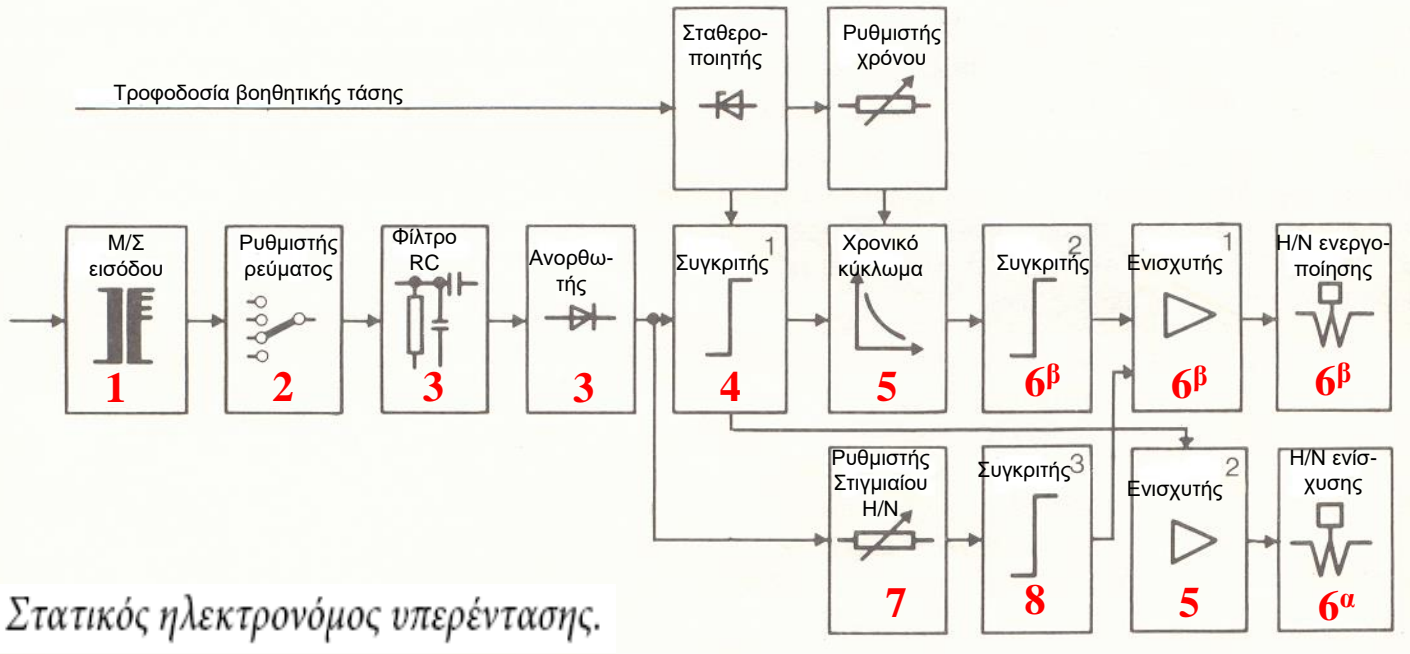 Σταθερο-
ποιητής
Ρυθμιστής
χρόνου
Τροφοδοσία βοηθητικής τάσης
Μ/Σ
εισόδου
1
Ρυθμιστής
ρεύματος
2
Φίλτρο
RC
3
Ανορθω-
τής
3
1
Συγκριτής
4
Χρονικό
κύκλωμα
5
2
Συγκριτής
6β
1
Ενισχυτής
6β
Η/Ν ενεργο-
ποίησης
6β
Ρυθμιστής
Στιγμιαίου
Η/Ν
7
Συγκριτής 3
8
2
Ενισχυτής
5
Η/Ν ενίσ-
χυσης
6α
Στατικός ηλεκτρονόμος υπερέντασης.